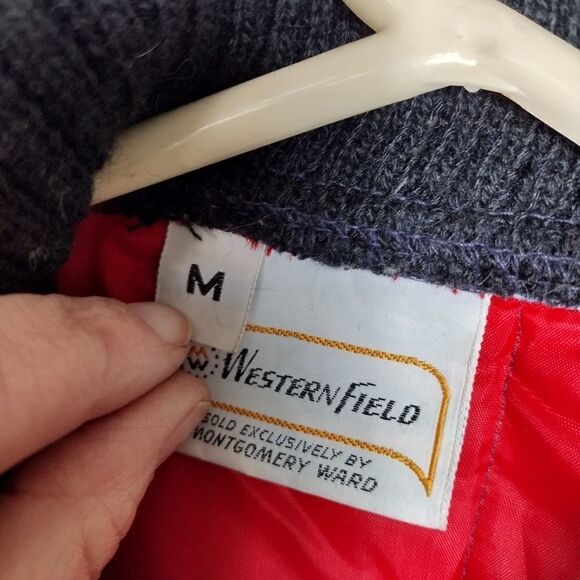 M
WESTERN FIELD
SOLD EXCLUSIVELY BY
MONTGOMERY WARD